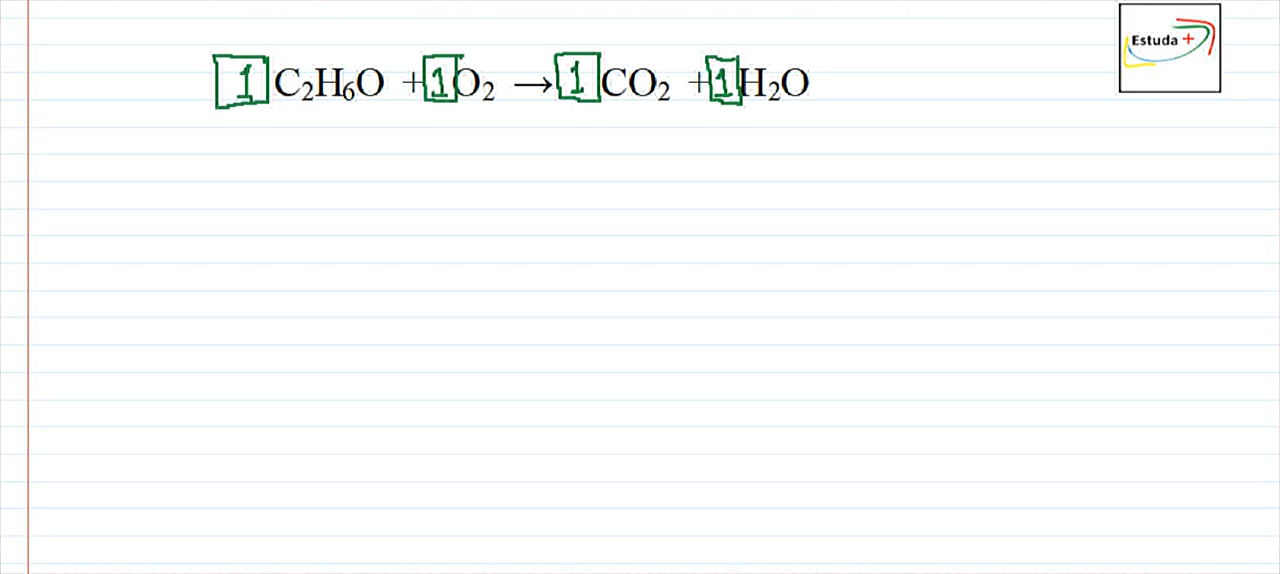 Estuda +
1 C₂H₆O + 1 O₂ → 1 CO₂ + 1 H₂O